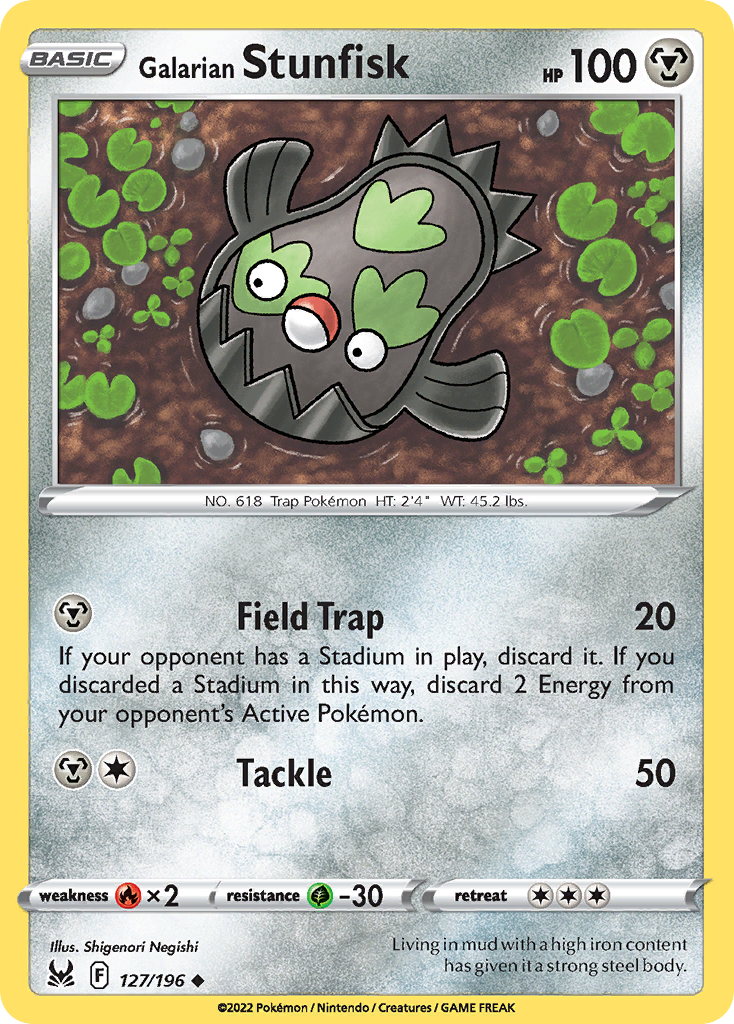 BASIC
Galarian Stunfisk HP 100
NO. 618 Trap Pokémon HT: 2'4" WT: 45.2 lbs.
Field Trap 20
If your opponent has a Stadium in play, discard it. If you
discarded a Stadium in this way, discard 2 Energy from
your opponent's Active Pokémon.
Tackle 50
weakness ×2 resistance -30 retreat
Illus. Shigenori Negishi
Living in mud with a high iron content
has given it a strong steel body.
F 127/196
©2022 Pokémon / Nintendo / Creatures / GAME FREAK